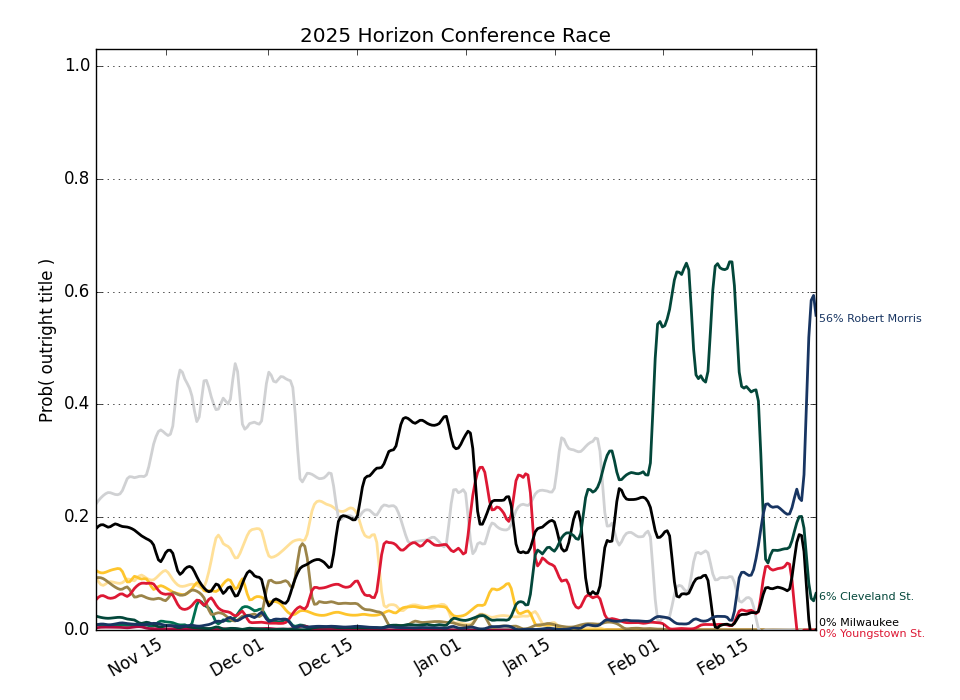 2025 Horizon Conference Race
1.0
0.8
0.6
0.4
0.2
0.0
Prob( outright title )
56% Robert Morris
6% Cleveland St.
0% Milwaukee
0% Youngstown St.
Nov 15
Dec 01
Dec 15
Jan 01
Jan 15
Feb 01
Feb 15